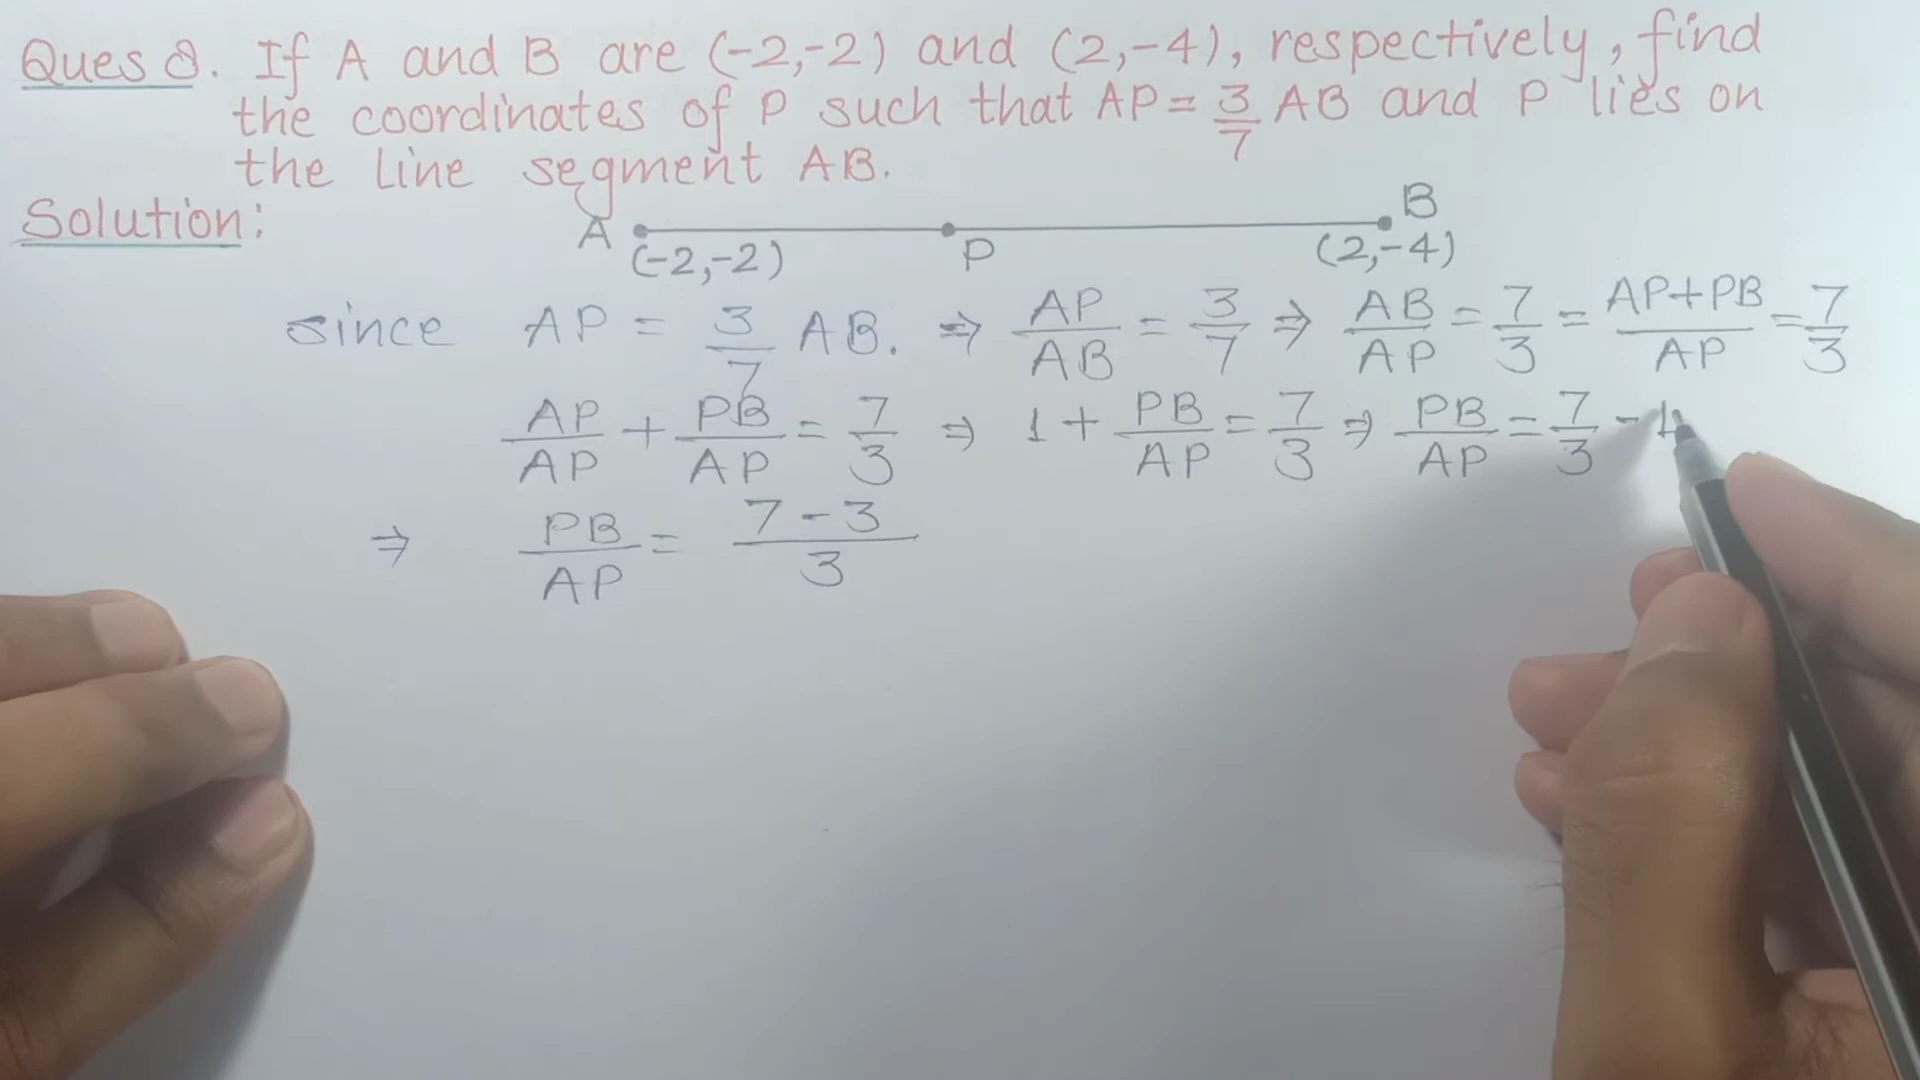 Ques 8. If A and B are (-2,-2) and (2,-4), respectively, find
the coordinates of P such that AP = 3/7 AB and P lies on
the line segment AB.
Solution:
A P B
(-2,-2) (2,-4)
since AP = 3/7 AB. ⇒ AP/AB = 3/7 ⇒ AB/AP = 7/3 = AP+PB/AP = 7/3
AP/AP + PB/AP = 7/3 ⇒ 1 + PB/AP = 7/3 ⇒ PB/AP = 7/3 -
⇒ PB/AP = 7-3/3